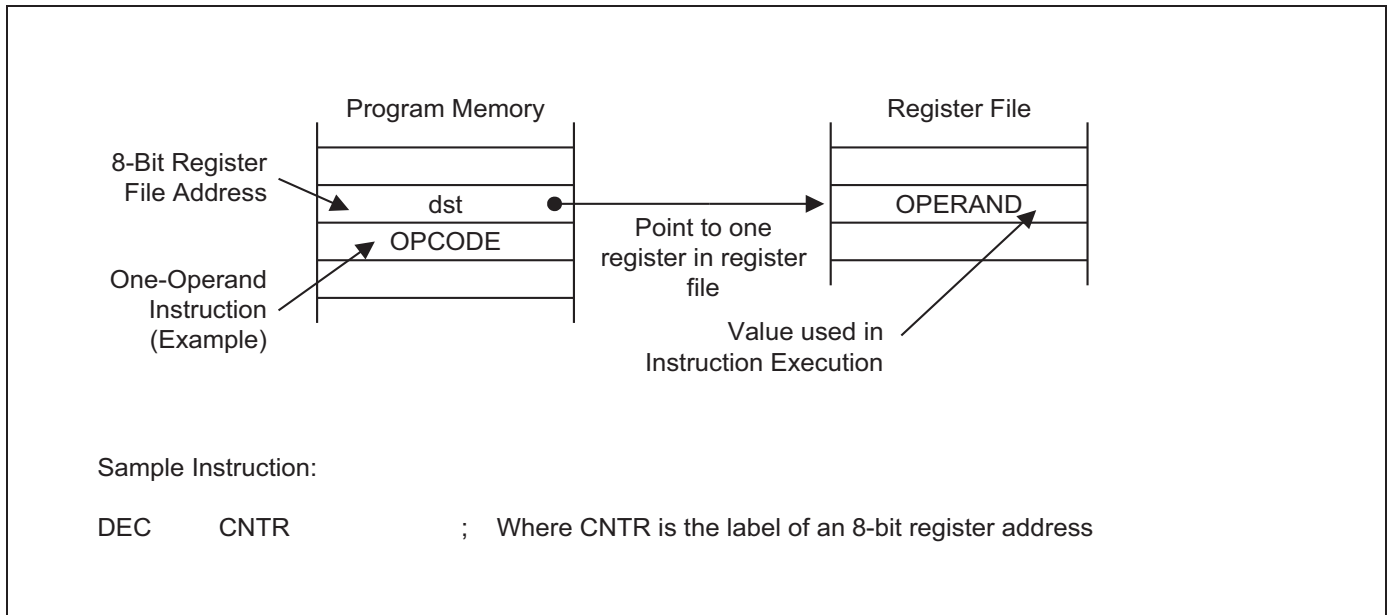 Program Memory
Register File
8-Bit Register
File Address
dst
OPERAND
OPCODE
Point to one
register in register
file
One-Operand
Instruction
(Example)
Value used in
Instruction Execution
Sample Instruction:
DEC CNTR ; Where CNTR is the label of an 8-bit register address